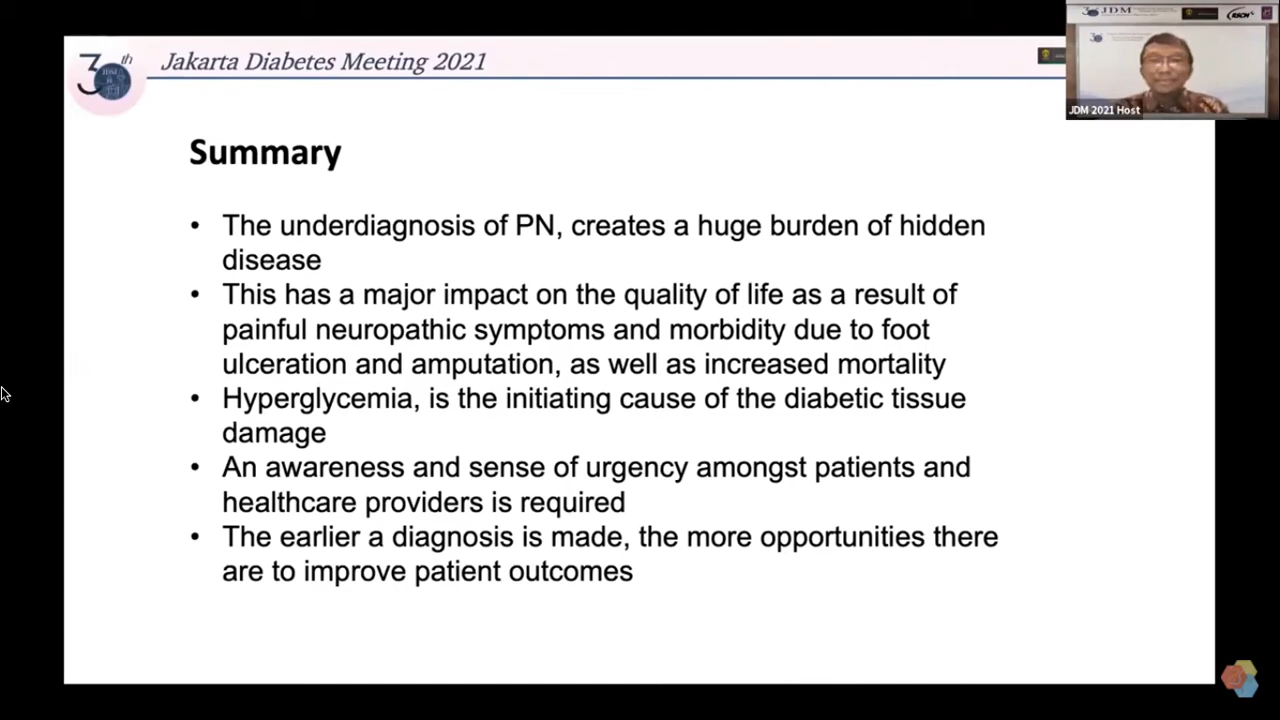 30th
JDM
Jakarta Diabetes Meeting 2021
JDM
RSCM
JDM 2021 Host
Summary
• The underdiagnosis of PN, creates a huge burden of hidden
disease
• This has a major impact on the quality of life as a result of
painful neuropathic symptoms and morbidity due to foot
ulceration and amputation, as well as increased mortality
• Hyperglycemia, is the initiating cause of the diabetic tissue
damage
• An awareness and sense of urgency amongst patients and
healthcare providers is required
• The earlier a diagnosis is made, the more opportunities there
are to improve patient outcomes